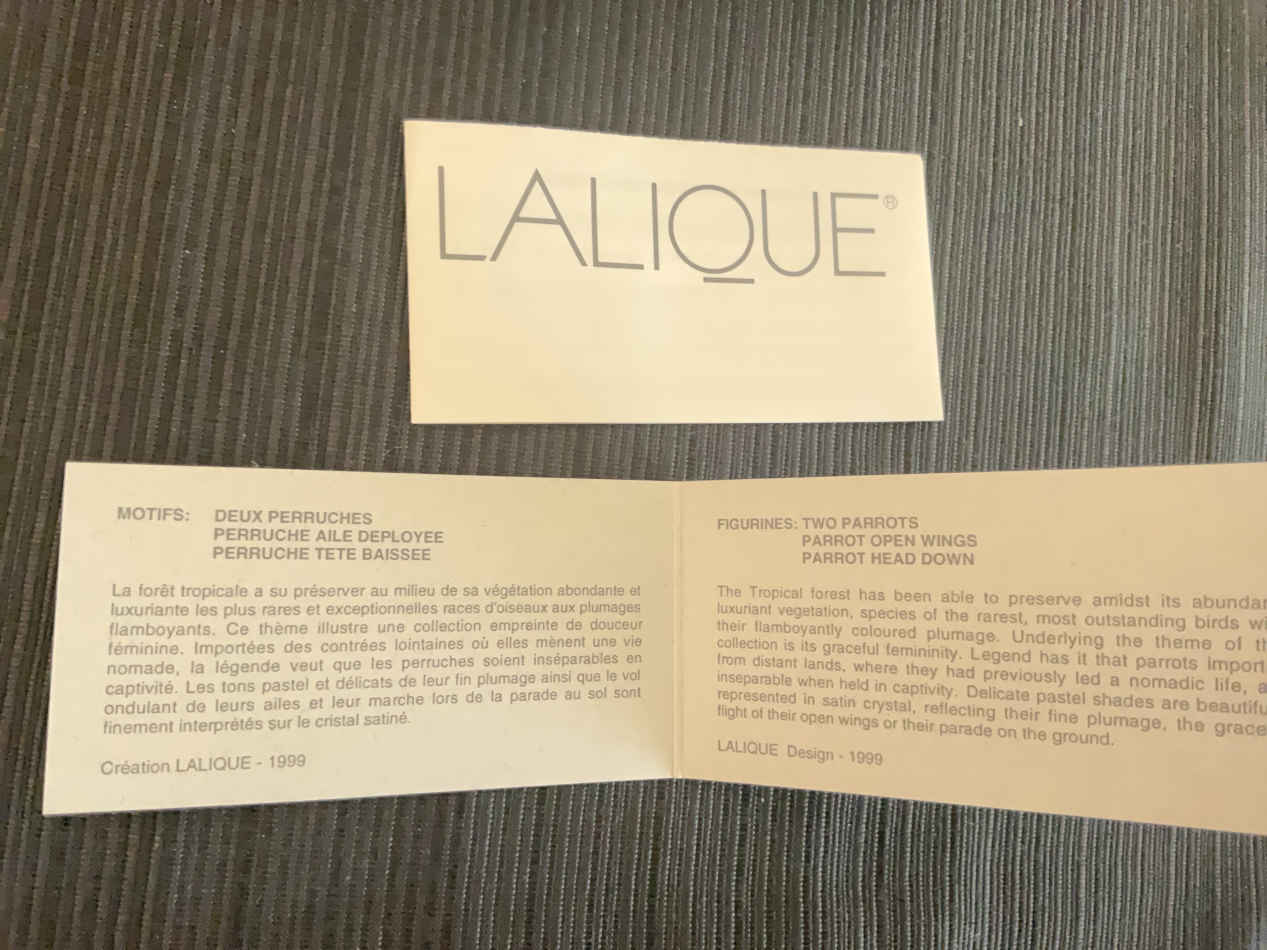 LALIQUE®
MOTIFS: DEUX PERRUCHES
PERRUCHE AILE DEPLOYEE
PERRUCHE TETE BAISSEE
La forêt tropicale a su préserver au milieu de sa végétation abondante et
luxuriante les plus rares et exceptionnelles races d'oiseaux aux plumages
flamboyants. Ce thème illustre une collection empreinte de douceur
féminine. Importées des contrées lointaines où elles mènent une vie
nomade, la légende veut que les perruches soient inséparables en
captivité. Les tons pastel et délicats de leur fin plumage ainsi que le vol
ondulant de leurs ailes et leur marche lors de la parade au sol sont
finement interprétés sur le cristal satiné.
Création LALIQUE - 1999
FIGURINES: TWO PARROTS
PARROT OPEN WINGS
PARROT HEAD DOWN
The Tropical forest has been able to preserve amidst its
luxuriant vegetation, species of the rarest, most outstanding birds
their flamboyantly coloured plumage. Underlying the theme of
collection is its graceful femininity. Legend has it that parrots
from distant lands, where they had previously led a nomadic life,
inseparable when held in captivity. Delicate pastel shades are
represented in satin crystal, reflecting their fine plumage, the
flight of their open wings or their parade on the ground.
LALIQUE Design - 1999